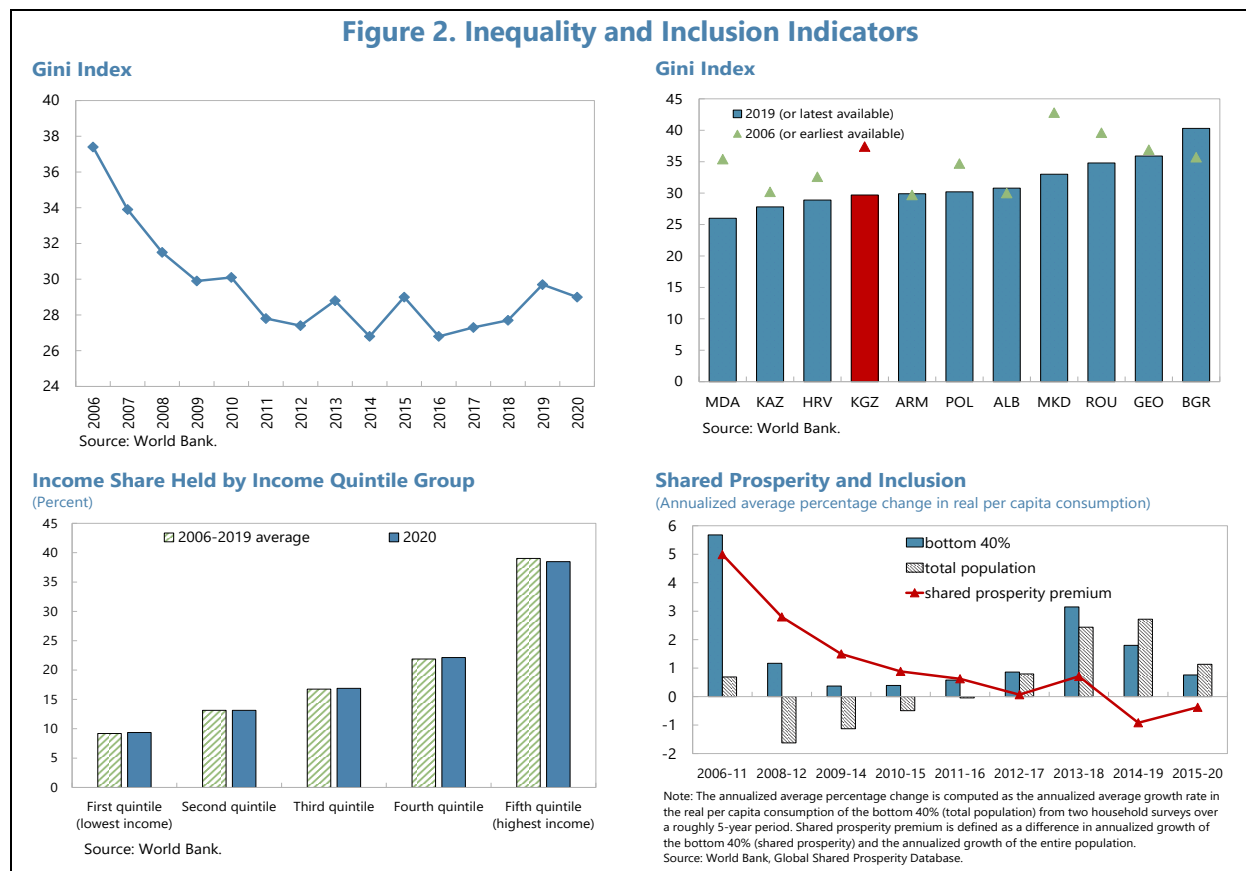 Figure 2. Inequality and Inclusion Indicators
Gini Index
40
38
36
34
32
30
28
26
24
2006
2007
2008
2009
2010
2011
2012
2013
2014
2015
2016
2017
2018
2019
2020
Source: World Bank.
Gini Index
45
40
35
30
25
20
15
10
5
0
2019 (or latest available)
2006 (or earliest available)
MDA KAZ HRV KGZ ARM POL ALB MKD ROU GEO BGR
Source: World Bank.
Income Share Held by Income Quintile Group
(Percent)
45
40
35
30
25
20
15
10
5
0
2006-2019 average 2020
First quintile Second quintile Third quintile Fourth quintile Fifth quintile
(lowest income) (highest income)
Source: World Bank.
Shared Prosperity and Inclusion
(Annualized average percentage change in real per capita consumption)
6
5
4
3
2
1
0
-1
-2
bottom 40%
total population
shared prosperity premium
2006-11 2008-12 2009-14 2010-15 2011-16 2012-17 2013-18 2014-19 2015-20
Note: The annualized average percentage change is computed as the annualized average growth rate in
the real per capita consumption of the bottom 40% (total population) from two household surveys over
a roughly 5-year period. Shared prosperity premium is defined as a difference in annualized growth of
the bottom 40% (shared prosperity) and the annualized growth of the entire population.
Source: World Bank, Global Shared Prosperity Database.